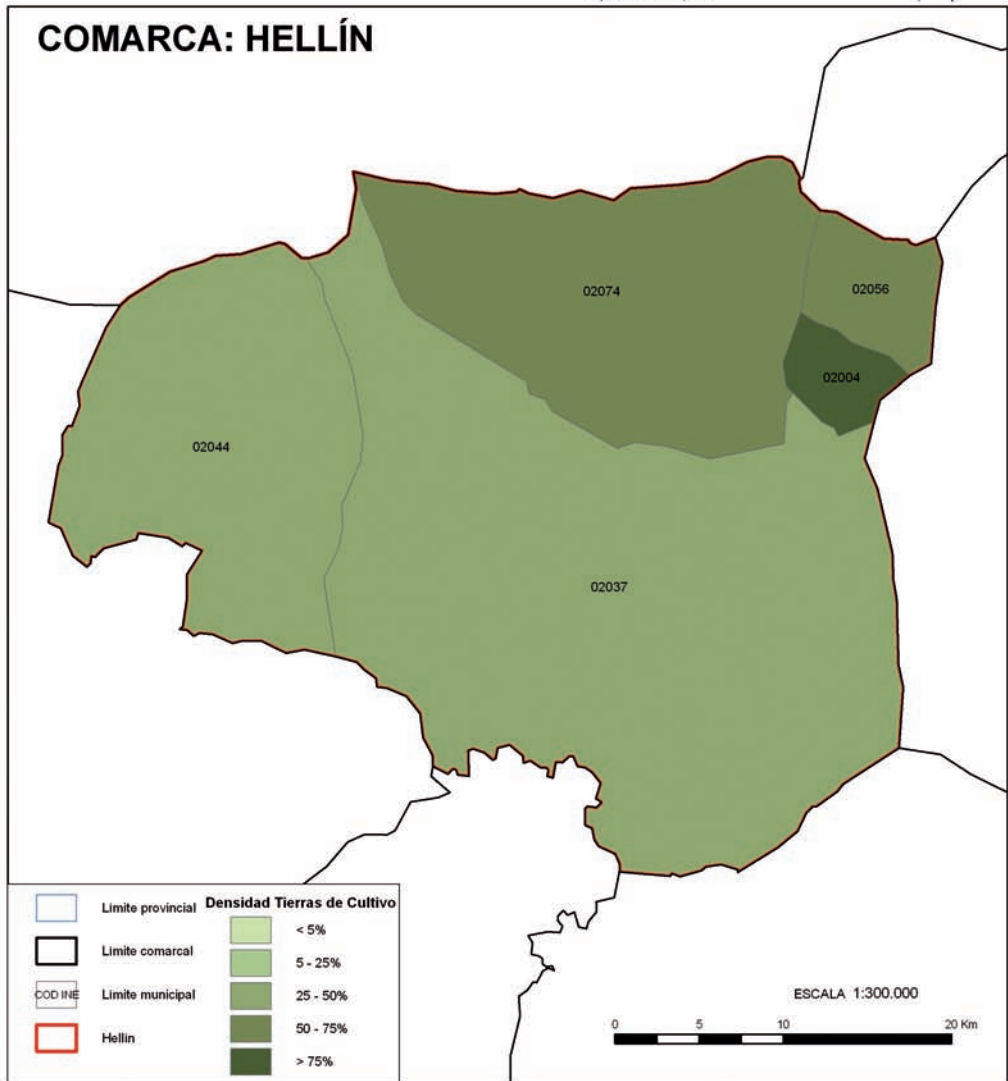 COMARCA: HELLÍN
02074
02056
02004
02044
02037
Limite provincial
Limite comarcal
COD INE
Limite municipal
Hellin
Densidad Tierras de Cultivo
< 5%
5 - 25%
25 - 50%
50 - 75%
> 75%
ESCALA 1:300.000
0 5 10 20 Km